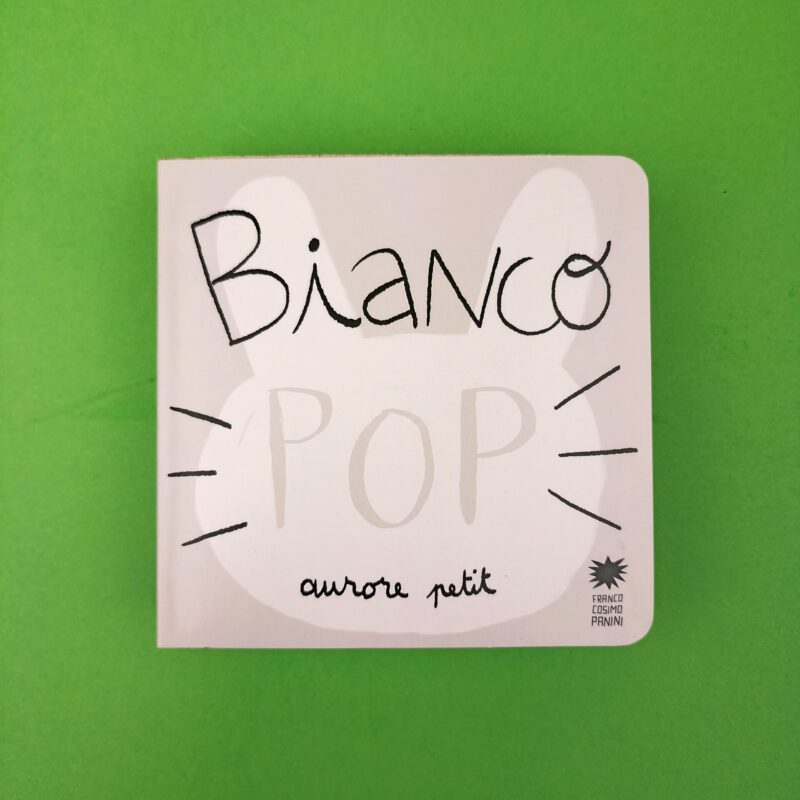 Bianco
POP
aurore petit
FRANCO
COSIMO
PANINI